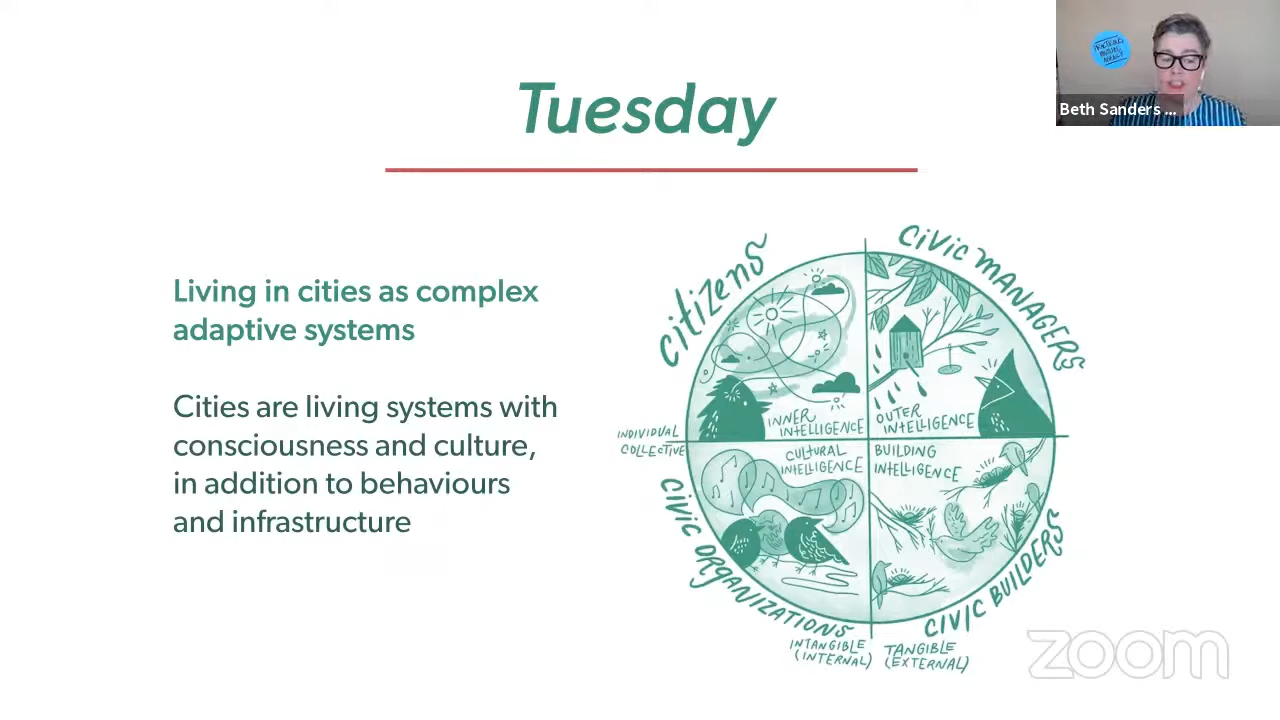 Tuesday
Beth Sanders ...
Living in cities as complex
adaptive systems
Cities are living systems with
consciousness and culture,
in addition to behaviours
and infrastructure
Citizens
CIVIC MANAGERS
INNER
INTELLIGENCE
OUTER
INTELLIGENCE
INDIVIDUAL
COLLECTIVE
CULTURAL
INTELLIGENCE
BUILDING
INTELLIGENCE
CIVIC ORGANIZATIONS
CIVIC BUILDERS
INTANGIBLE
(INTERNAL)
TANGIBLE
(EXTERNAL)
zoom